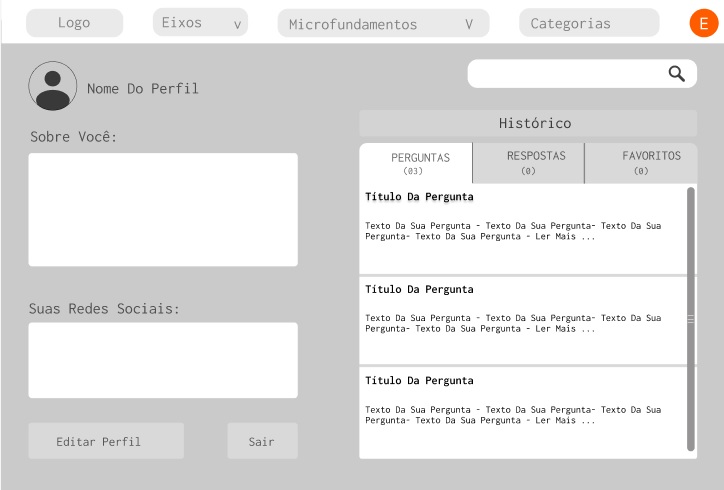 Logo
Eixos v
Microfundamentos V
Categorias
E
Nome Do Perfil
Sobre Você:
Suas Redes Sociais:
Editar Perfil
Sair
Histórico
PERGUNTAS
(03)
RESPOSTAS
(0)
FAVORITOS
(0)
Título Da Pergunta
Texto Da Sua Pergunta - Texto Da Sua Pergunta- Texto Da Sua
Pergunta- Texto Da Sua Pergunta - Ler Mais ...
Título Da Pergunta
Texto Da Sua Pergunta - Texto Da Sua Pergunta- Texto Da Sua
Pergunta- Texto Da Sua Pergunta - Ler Mais ...
Título Da Pergunta
Texto Da Sua Pergunta - Texto Da Sua Pergunta- Texto Da Sua
Pergunta- Texto Da Sua Pergunta - Ler Mais ...